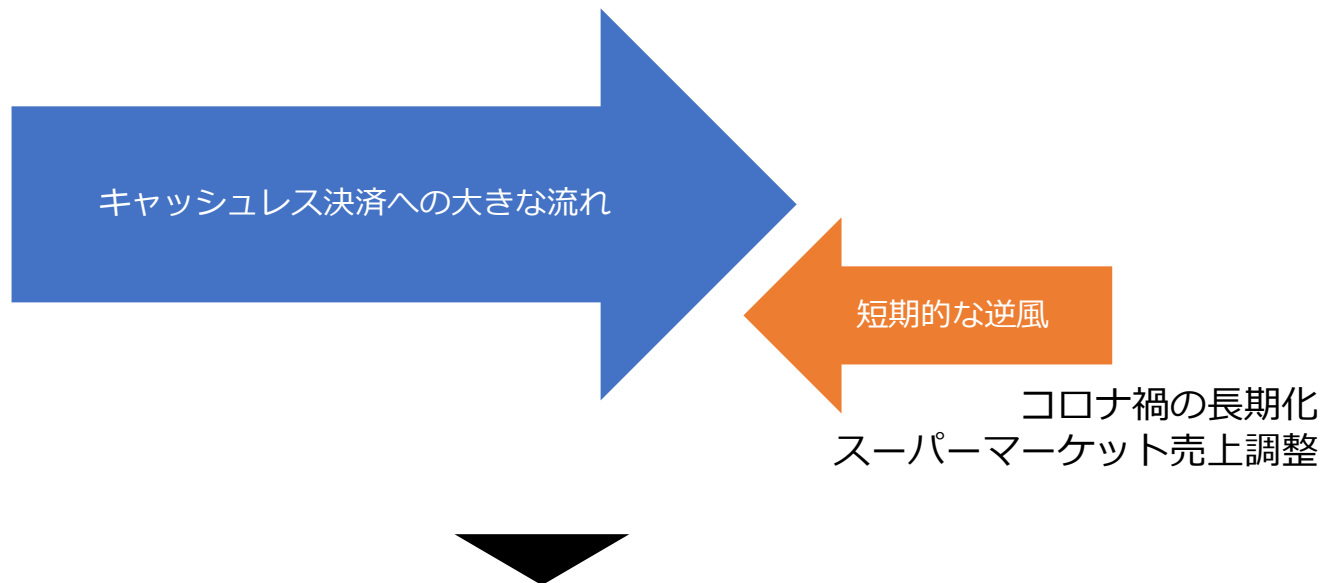 キャッシュレス決済への大きな流れ
短期的な逆風
コロナ禍の長期化
スーパーマーケット売上調整